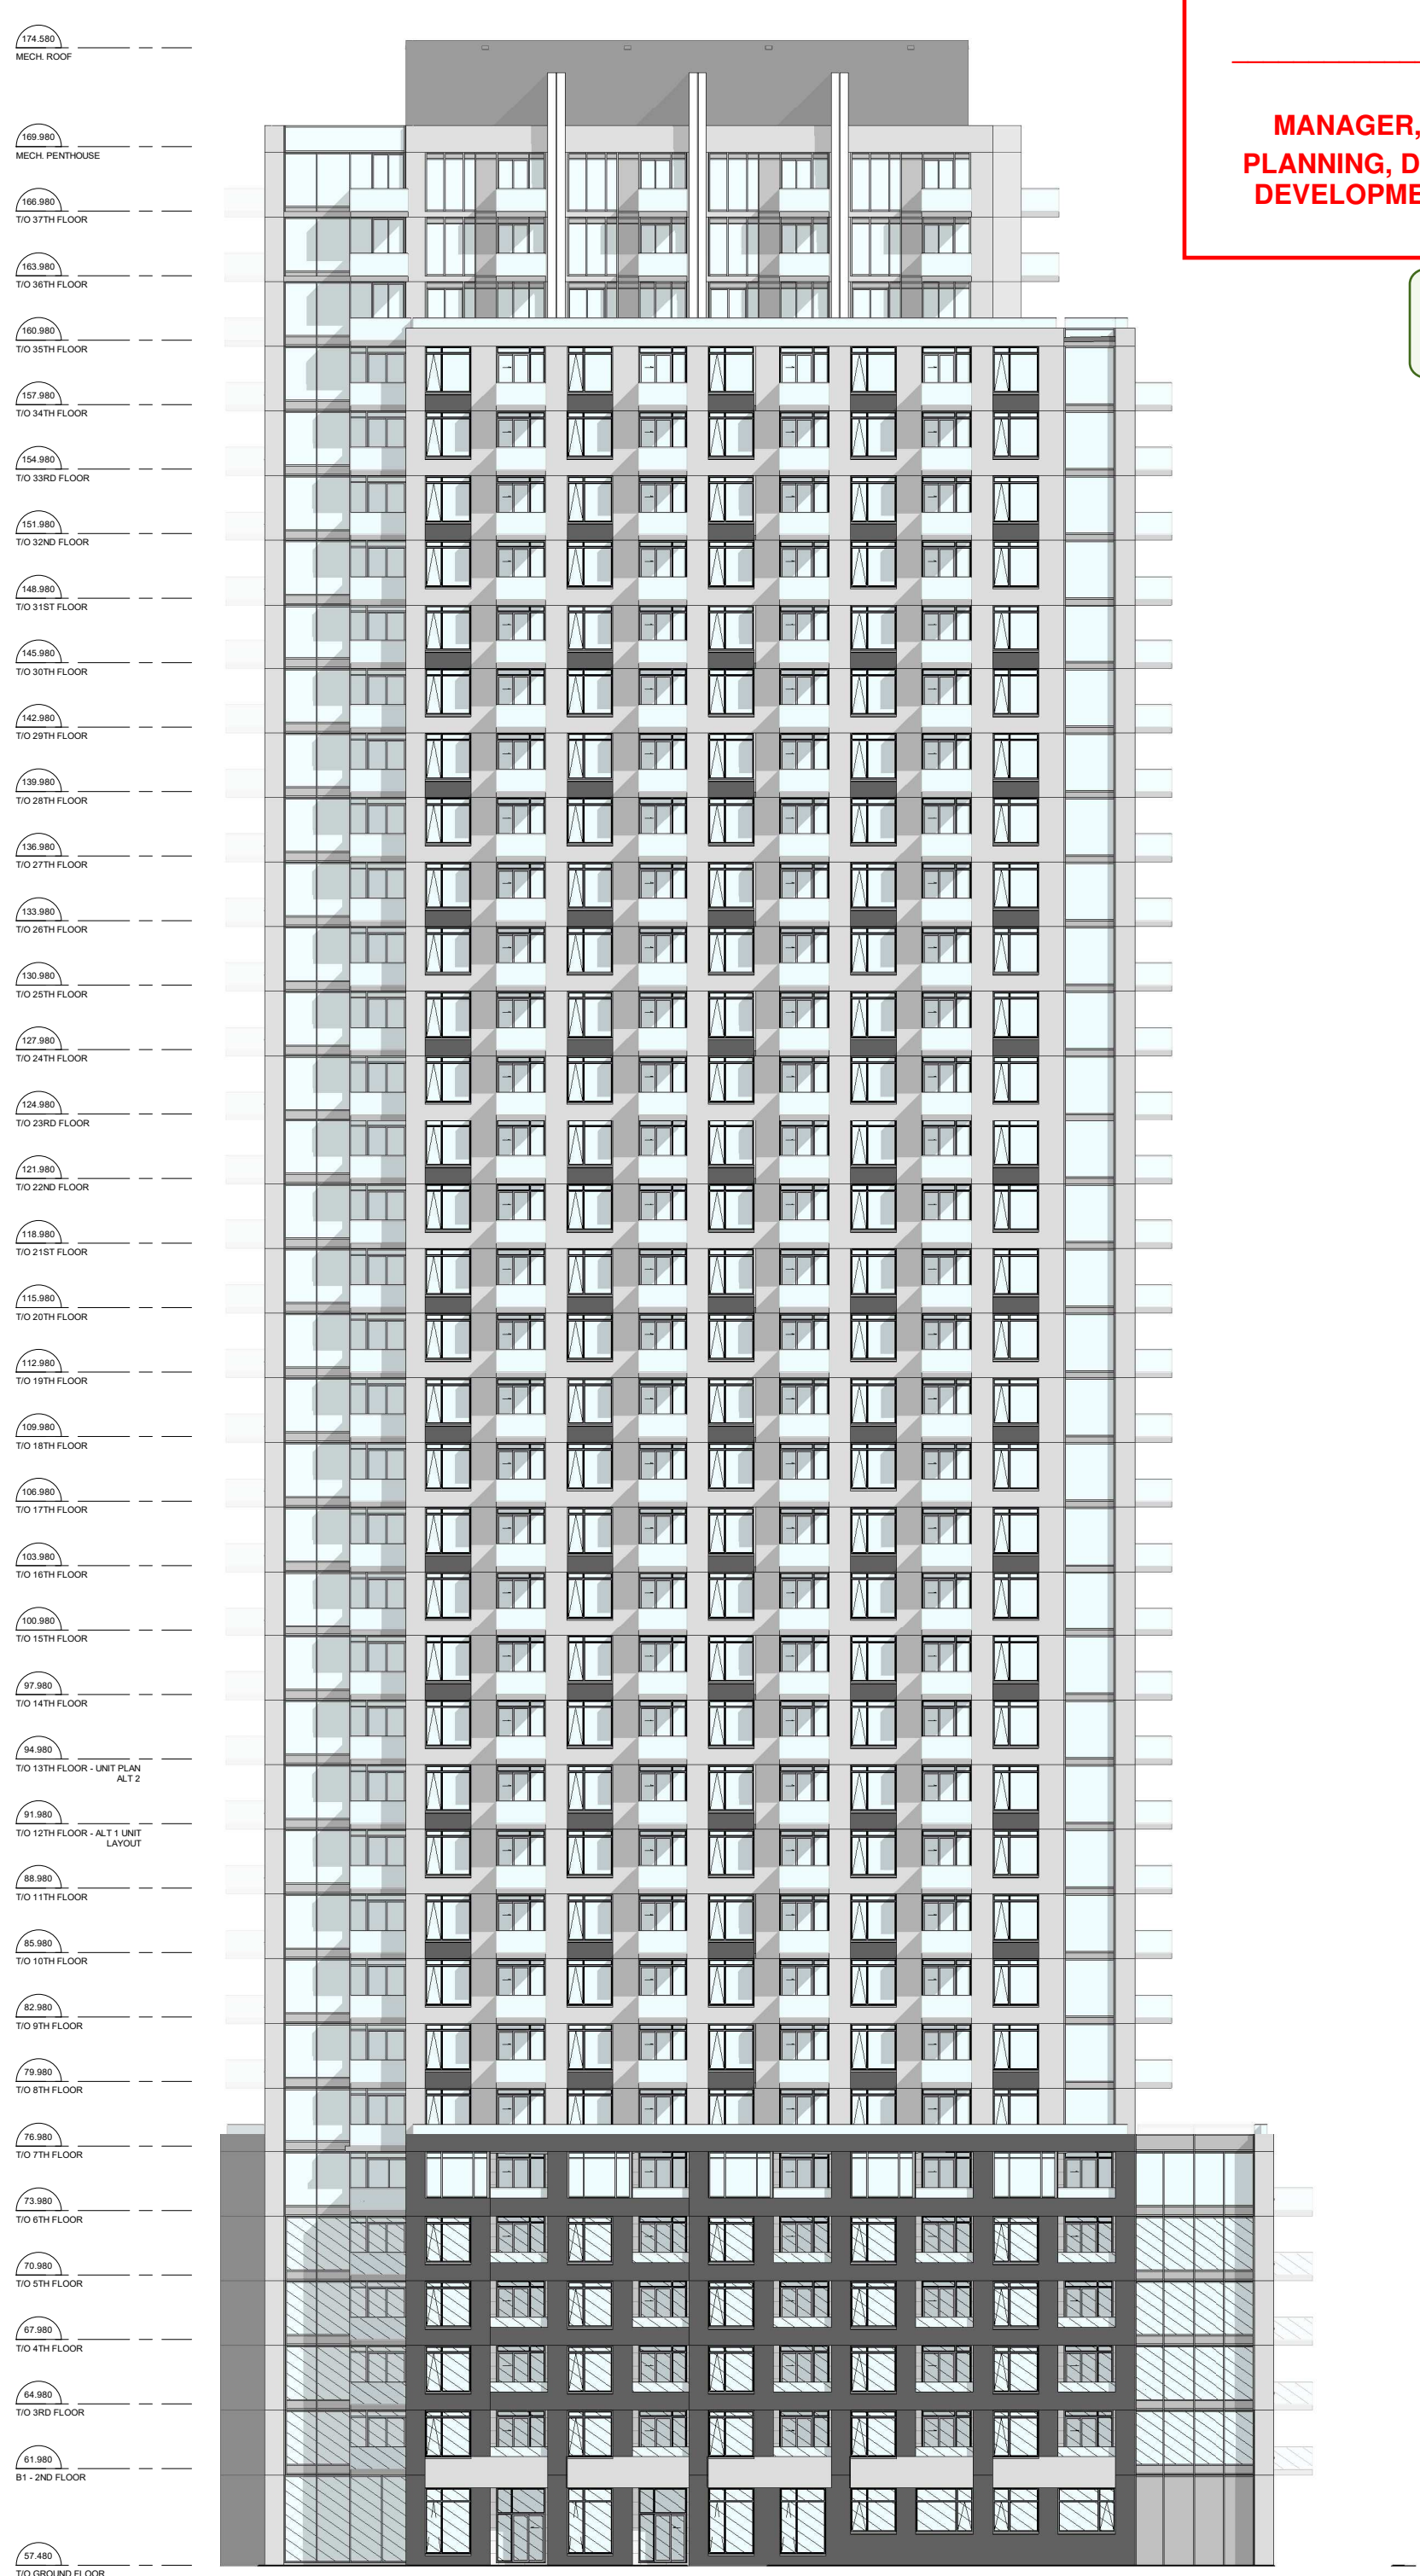 174.580
MECH. ROOF
MANAGER,
PLANNING, D
DEVELOPME
169.980
MECH. PENTHOUSE
166.980
T/O 37TH FLOOR
163.980
T/O 36TH FLOOR
160.980
T/O 35TH FLOOR
157.980
T/O 34TH FLOOR
154.980
T/O 33RD FLOOR
151.980
T/O 32ND FLOOR
148.980
T/O 31ST FLOOR
145.980
T/O 30TH FLOOR
142.980
T/O 29TH FLOOR
139.980
T/O 28TH FLOOR
136.980
T/O 27TH FLOOR
133.980
T/O 26TH FLOOR
130.980
T/O 25TH FLOOR
127.980
T/O 24TH FLOOR
124.980
T/O 23RD FLOOR
121.980
T/O 22ND FLOOR
118.980
T/O 21ST FLOOR
115.980
T/O 20TH FLOOR
112.980
T/O 19TH FLOOR
109.980
T/O 18TH FLOOR
106.980
T/O 17TH FLOOR
103.980
T/O 16TH FLOOR
100.980
T/O 15TH FLOOR
97.980
T/O 14TH FLOOR
94.980
T/O 13TH FLOOR - UNIT PLAN
ALT 2
91.980
T/O 12TH FLOOR - ALT 1 UNIT
LAYOUT
88.980
T/O 11TH FLOOR
85.980
T/O 10TH FLOOR
82.980
T/O 9TH FLOOR
79.980
T/O 8TH FLOOR
76.980
T/O 7TH FLOOR
73.980
T/O 6TH FLOOR
70.980
T/O 5TH FLOOR
67.980
T/O 4TH FLOOR
64.980
T/O 3RD FLOOR
61.980
B1 - 2ND FLOOR
57.480
T/O GROUND FLOOR